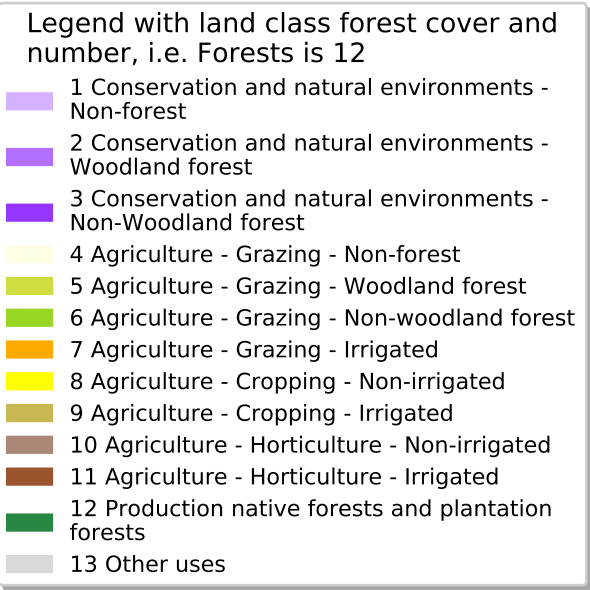 Legend with land class forest cover and
number, i.e. Forests is 12
1 Conservation and natural environments -
Non-forest
2 Conservation and natural environments -
Woodland forest
3 Conservation and natural environments -
Non-Woodland forest
4 Agriculture - Grazing - Non-forest
5 Agriculture - Grazing - Woodland forest
6 Agriculture - Grazing - Non-woodland forest
7 Agriculture - Grazing - Irrigated
8 Agriculture - Cropping - Non-irrigated
9 Agriculture - Cropping - Irrigated
10 Agriculture - Horticulture - Non-irrigated
11 Agriculture - Horticulture - Irrigated
12 Production native forests and plantation
forests
13 Other uses